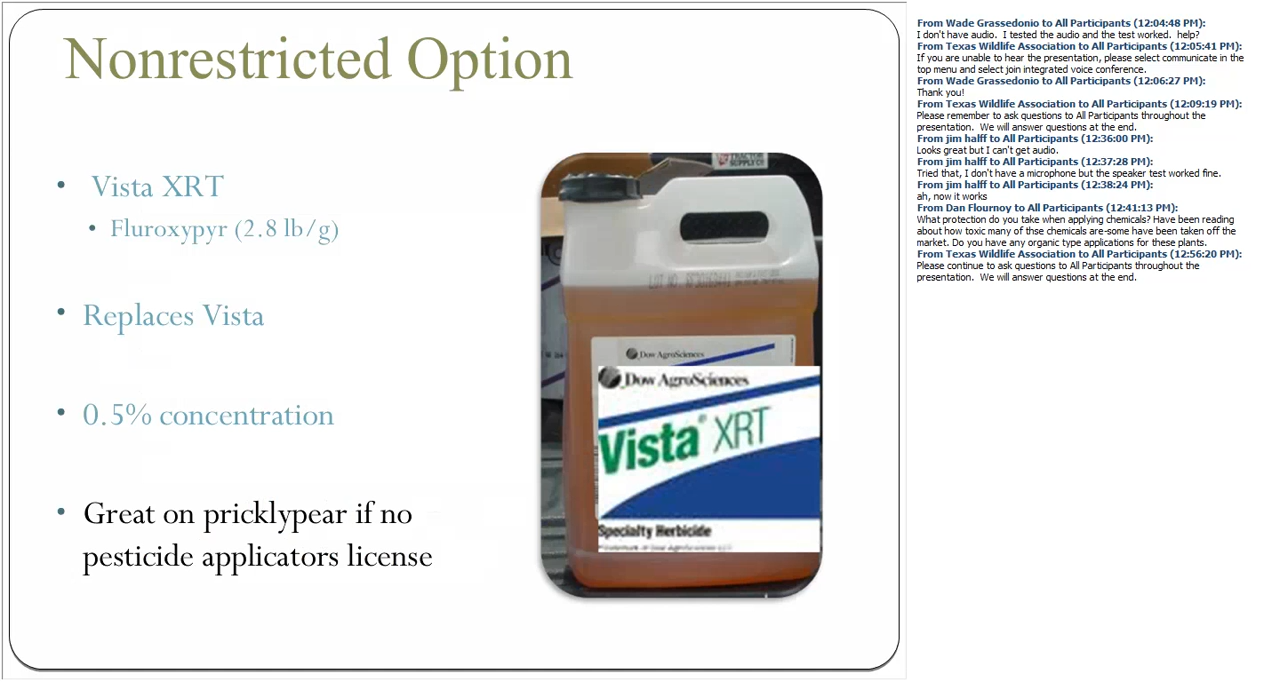 Nonrestricted Option
• Vista XRT
• Fluroxypyr (2.8 lb/g)
• Replaces Vista
• 0.5% concentration
• Great on pricklypear if no
pesticide applicators license
TRACTOR
SUPPLY CO
LOT NO.
Dow AgroSciences
Dow AgroSciences
Vista® XRT
Specialty Herbicide
From Wade Grassedonio to All Participants (12:04:48 PM):
I don't have audio.  I tested the audio and the test worked.  help?
From Texas Wildlife Association to All Participants (12:05:41 PM):
If you are unable to hear the presentation, please select communicate in the
top menu and select join integrated voice conference.
From Wade Grassedonio to All Participants (12:06:27 PM):
Thank you!
From Texas Wildlife Association to All Participants (12:09:19 PM):
Please remember to ask questions to All Participants throughout the
presentation.  We will answer questions at the end.
From jim halff to All Participants (12:36:00 PM):
Looks great but I can't get audio.
From jim halff to All Participants (12:37:28 PM):
Tried that, I don't have a microphone but the speaker test worked fine.
From jim halff to All Participants (12:38:24 PM):
ah, now it works
From Dan Flournoy to All Participants (12:41:13 PM):
What protection do you take when applying chemicals? Have been reading
about how toxic many of thse chemicals are-some have been taken off the
market. Do you have any organic type applications for these plants.
From Texas Wildlife Association to All Participants (12:56:20 PM):
Please continue to ask questions to All Participants throughout the
presentation.  We will answer questions at the end.